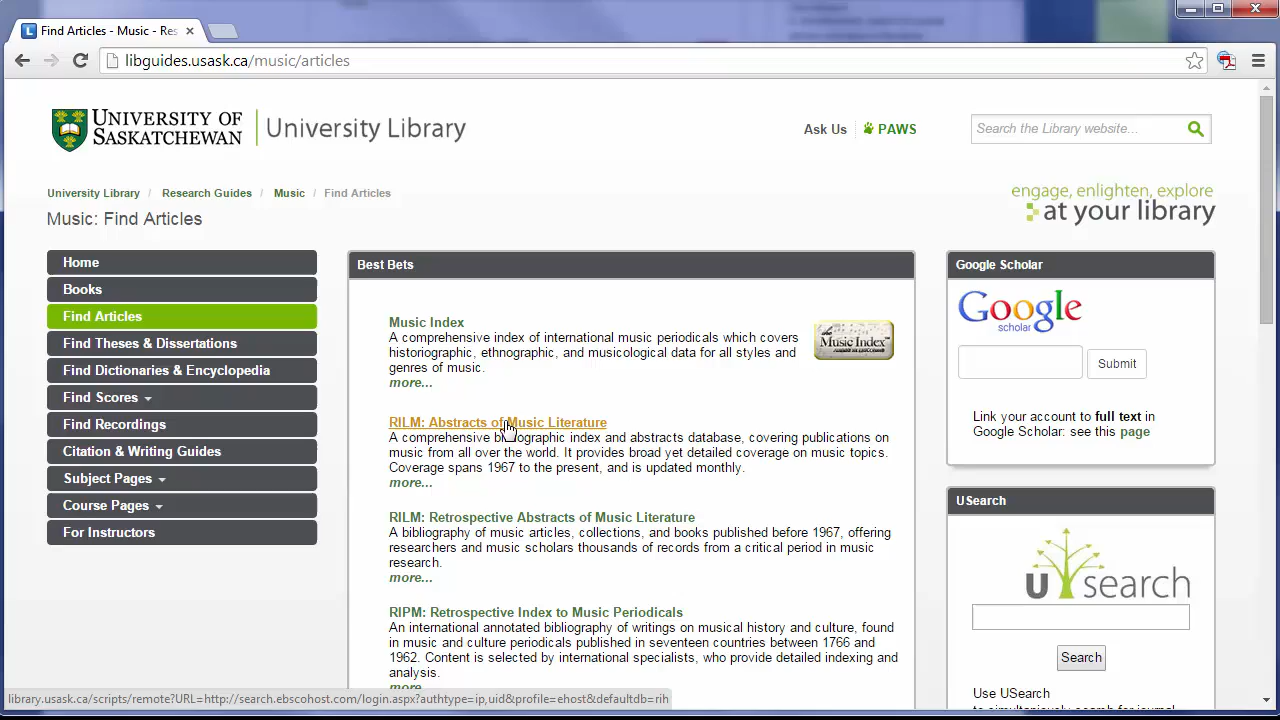 Find Articles - Music - Res
libguides.usask.ca/music/articles
UNIVERSITY OF
SASKATCHEWAN
University Library
Ask Us
PAWS
Search the Library website...
University Library / Research Guides / Music / Find Articles
engage, enlighten, explore
at your library
Music: Find Articles
Home
Books
Find Articles
Find Theses & Dissertations
Find Dictionaries & Encyclopedia
Find Scores
Find Recordings
Citation & Writing Guides
Subject Pages
Course Pages
For Instructors
Best Bets
Music Index
A comprehensive index of international music periodicals which covers
historiographic, ethnographic, and musicological data for all styles and
genres of music.
more...
the
Music Index™
RILM: Abstracts of Music Literature
A comprehensive bibliographic index and abstracts database, covering publications on
music from all over the world. It provides broad yet detailed coverage on music topics.
Coverage spans 1967 to the present, and is updated monthly.
more...
RILM: Retrospective Abstracts of Music Literature
A bibliography of music articles, collections, and books published before 1967, offering
researchers and music scholars thousands of records from a critical period in music
research.
more...
RIPM: Retrospective Index to Music Periodicals
An international annotated bibliography of writings on musical history and culture, found
in music and culture periodicals published in seventeen countries between 1766 and
1962. Content is selected by international specialists, who provide detailed indexing and
analysis.
more...
Google Scholar
Google
scholar
Submit
Link your account to full text in
Google Scholar: see this page
USearch
U search
Search
Use USearch
to simultaneously search for journal
library.usask.ca/scripts/remote?URL=http://search.ebscohost.com/login.aspx?authtype=ip,uid&profile=ehost&defaultdb=rih